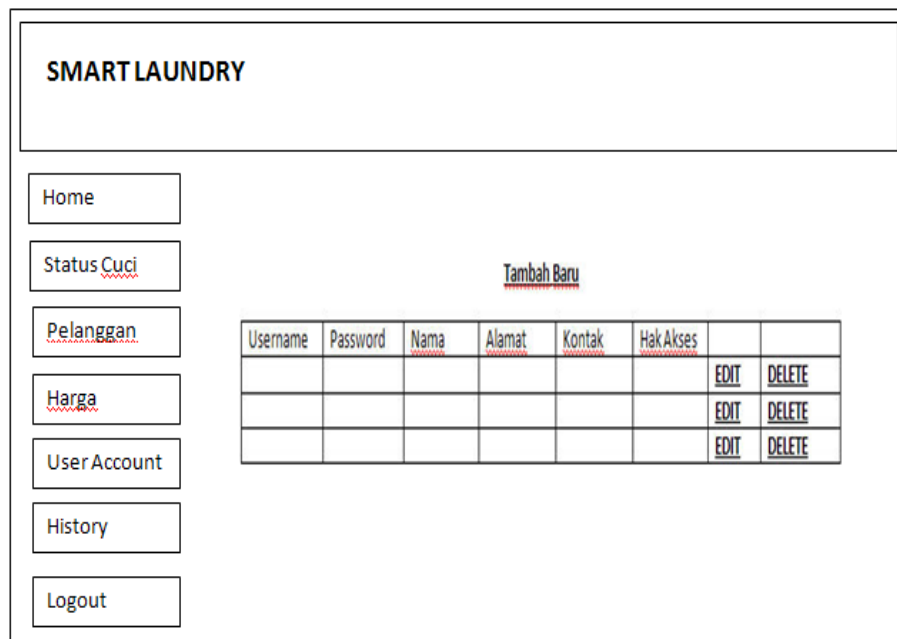 SMART LAUNDRY
Home
Status Cuci
Pelanggan
Harga
User Account
History
Logout
Tambah Baru
Username Password Nama Alamat Kontak Hak Akses
EDIT DELETE
EDIT DELETE
EDIT DELETE